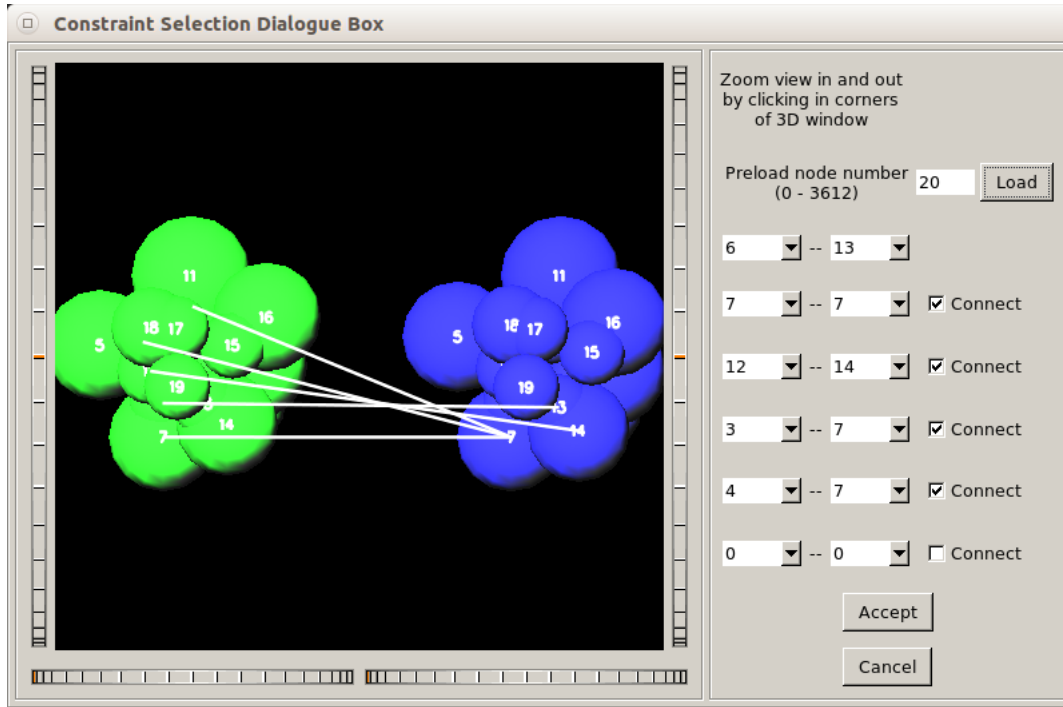 Constraint Selection Dialogue Box
Zoom view in and out
by clicking in corners
of 3D window
Preload node number
(0 - 3612)
20
Load
6 -- 13
7 -- 7 Connect
12 -- 14 Connect
3 -- 7 Connect
4 -- 7 Connect
0 -- 0 Connect
Accept
Cancel
11
16
18 17
5
15
19
14
7
11
16
18 17
5
15
19
13
14
7